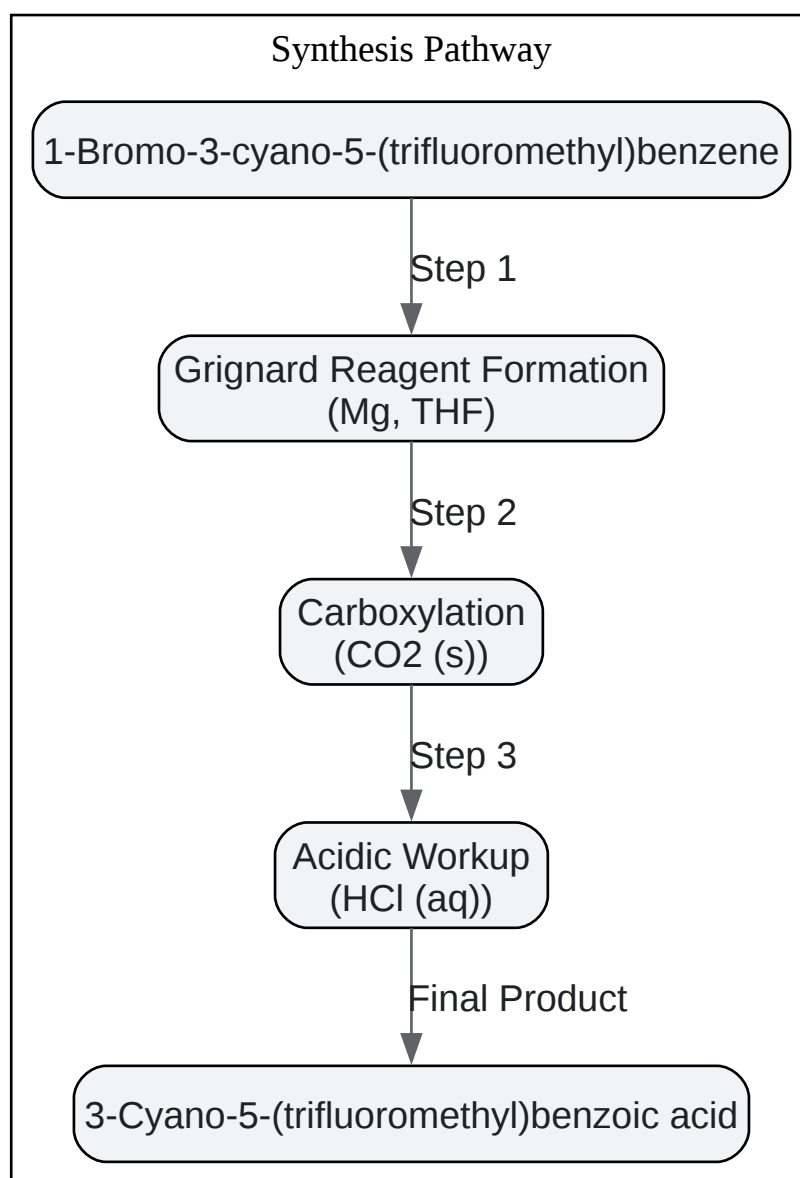 Synthesis Pathway
1-Bromo-3-cyano-5-(trifluoromethyl)benzene
Step 1
Grignard Reagent Formation
(Mg, THF)
Step 2
Carboxylation
(CO2 (s))
Step 3
Acidic Workup
(HCl (aq))
Final Product
3-Cyano-5-(trifluoromethyl)benzoic acid